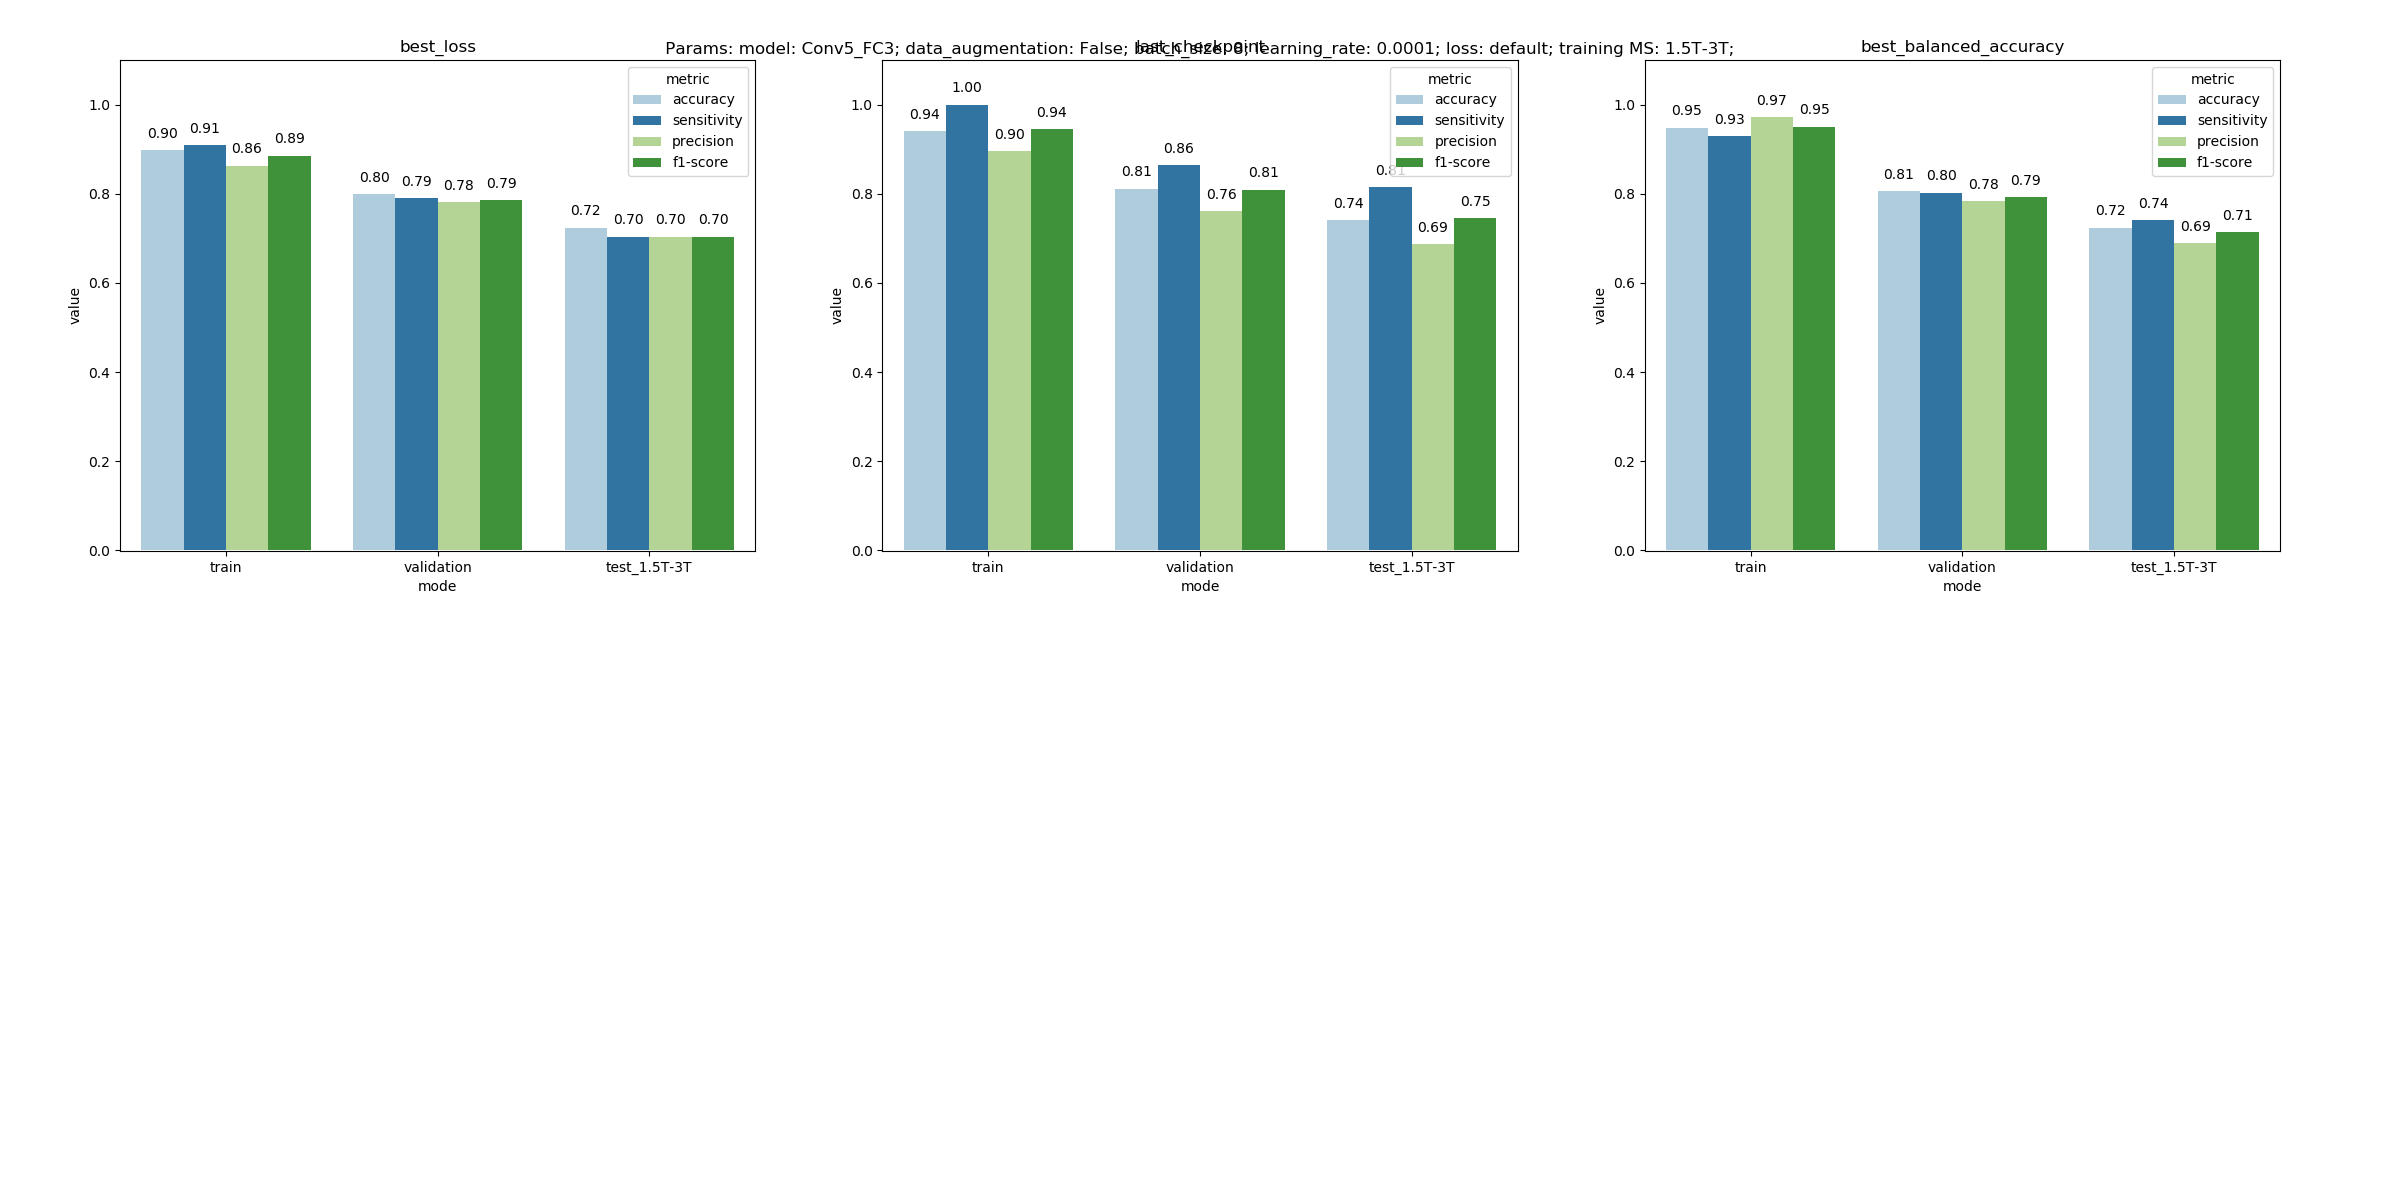 Params: model: Conv5_FC3; data_augmentation: False; batch_size: 8; learning_rate: 0.0001; loss: default; training MS: 1.5T-3T;
best_loss
metric
accuracy
sensitivity
precision
f1-score
0.90 0.91 0.86 0.89
0.80 0.79 0.78 0.79
0.72 0.70 0.70 0.70
1.0
0.8
0.6
0.4
0.2
0.0
value
train validation test_1.5T-3T
mode
last_checkpoint
metric
accuracy
sensitivity
precision
f1-score
0.94 1.00 0.90 0.94
0.81 0.86 0.76 0.81
0.74 0.81 0.69 0.75
1.0
0.8
0.6
0.4
0.2
0.0
value
train validation test_1.5T-3T
mode
best_balanced_accuracy
metric
accuracy
sensitivity
precision
f1-score
0.95 0.93 0.97 0.95
0.81 0.80 0.78 0.79
0.72 0.74 0.69 0.71
1.0
0.8
0.6
0.4
0.2
0.0
value
train validation test_1.5T-3T
mode